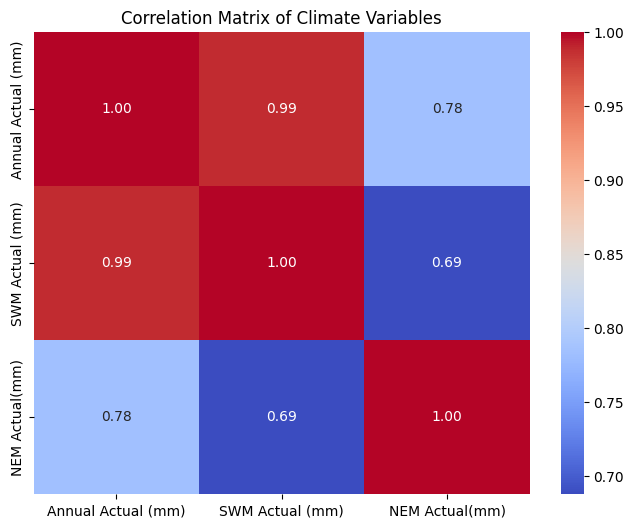 Correlation Matrix of Climate Variables
Annual Actual (mm)
SWM Actual (mm)
NEM Actual(mm)
1.00 0.99 0.78
0.99 1.00 0.69
0.78 0.69 1.00
Annual Actual (mm) SWM Actual (mm) NEM Actual(mm)
1.00
0.95
0.90
0.85
0.80
0.75
0.70